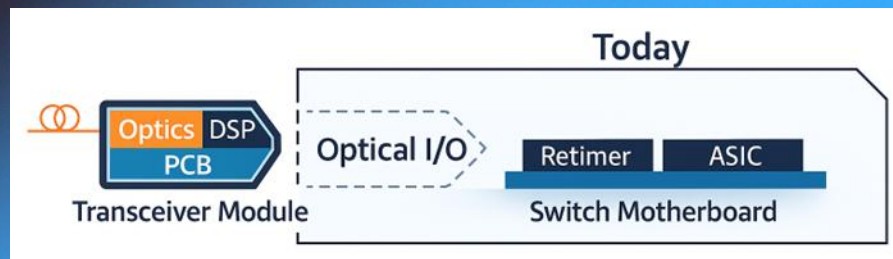 Today
Optics DSP
PCB
Optical I/O
Retimer ASIC
Transceiver Module
Switch Motherboard